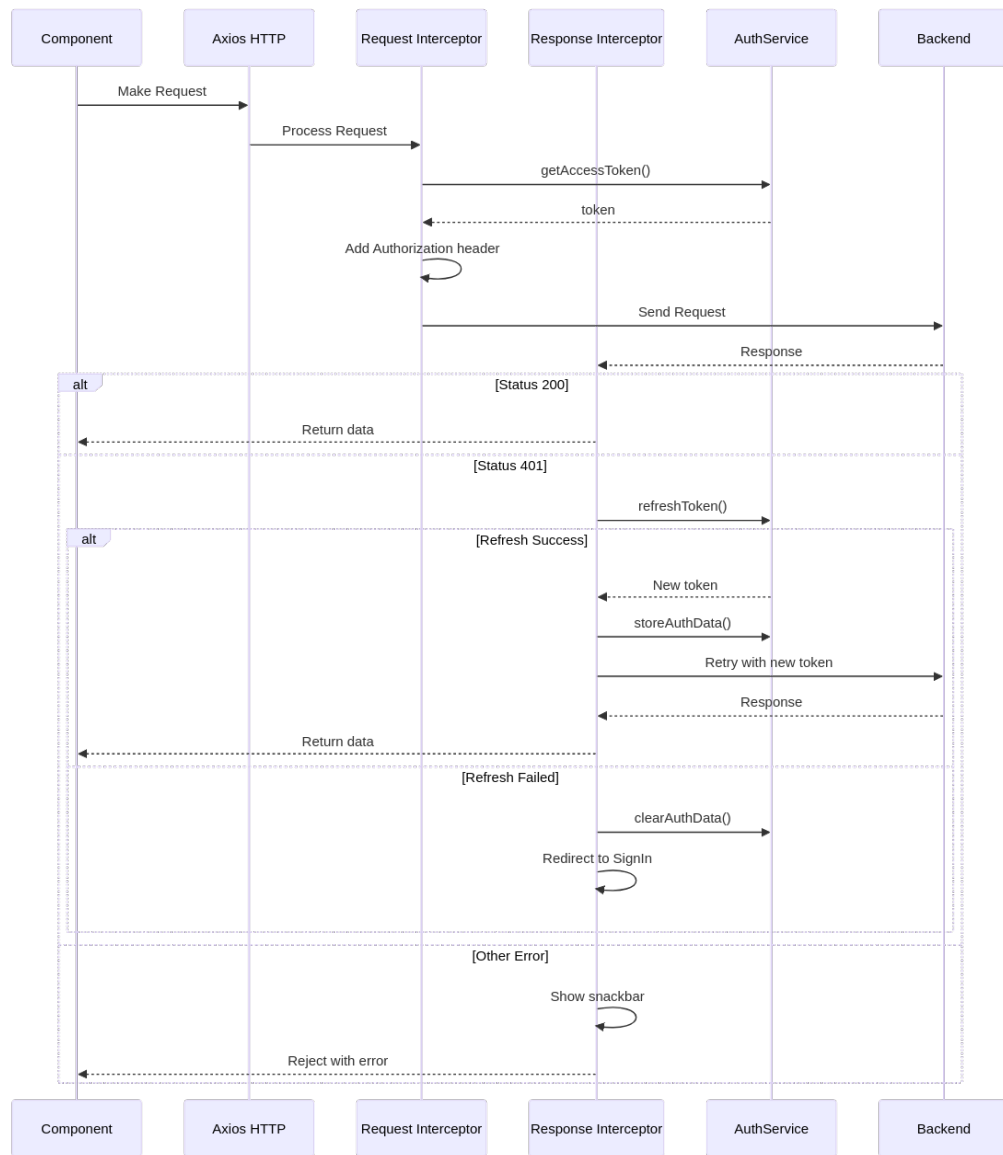 Component
Axios HTTP
Request Interceptor
Response Interceptor
AuthService
Backend
Make Request
Process Request
getAccessToken()
token
Add Authorization header
Send Request
Response
alt
[Status 200]
Return data
[Status 401]
refreshToken()
alt
[Refresh Success]
New token
storeAuthData()
Retry with new token
Response
Return data
[Refresh Failed]
clearAuthData()
Redirect to SignIn
[Other Error]
Show snackbar
Reject with error
Component
Axios HTTP
Request Interceptor
Response Interceptor
AuthService
Backend